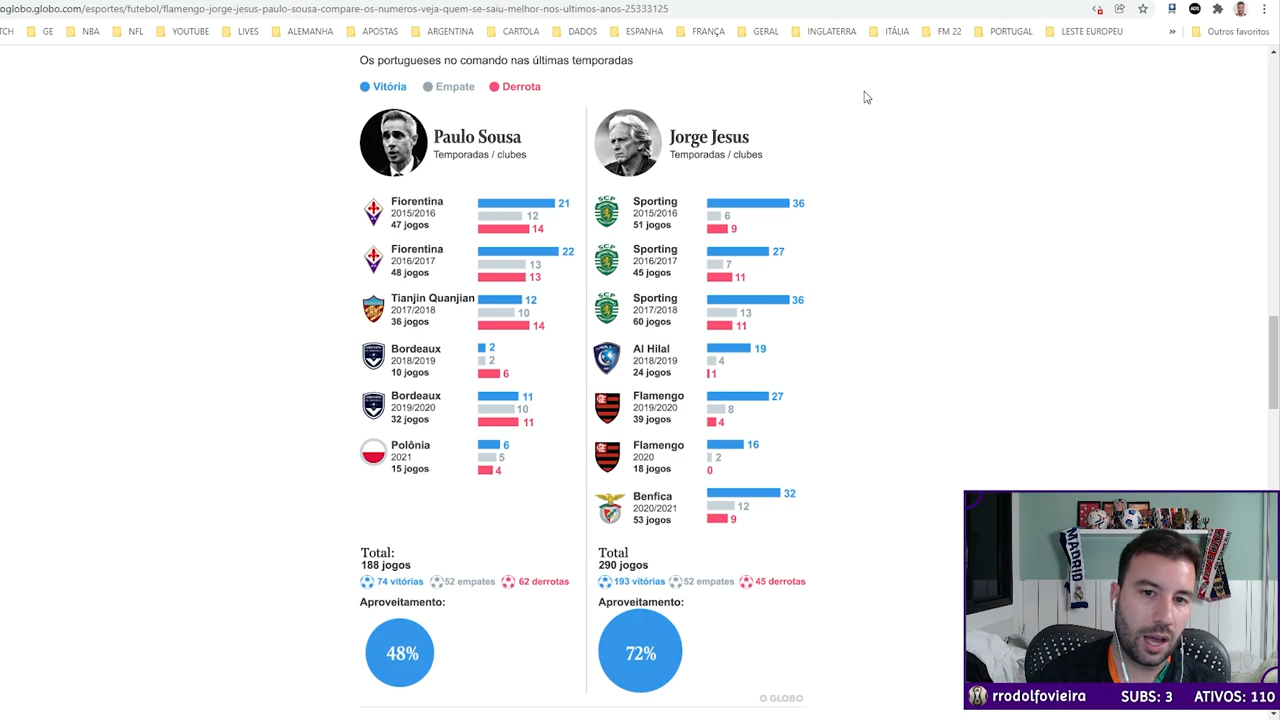 oglobo.globo.com/esportes/futebol/flamengo-jorge-jesus-paulo-sousa-compare-os-numeros-veja-quem-se-saiu-melhor-nos-ultimos-anos-25333125
TCH GE NBA NFL YOUTUBE LIVES ALEMANHA APOSTAS ARGENTINA CARTOLA DADOS ESPANHA FRANÇA GERAL INGLATERRA ITÁLIA FM 22 PORTUGAL LESTE EUROPEU » Outros favoritos
Os portugueses no comando nas últimas temporadas
Vitória Empate Derrota
Paulo Sousa
Temporadas / clubes
Fiorentina 21
2015/2016 12
47 jogos 14
Fiorentina 22
2016/2017 13
48 jogos 13
Tianjin Quanjian 12
2017/2018 10
36 jogos 14
Bordeaux 2
2018/2019 2
10 jogos 6
Bordeaux 11
2019/2020 10
32 jogos 11
Polônia 6
2021 5
15 jogos 4
Total:
188 jogos
74 vitórias 52 empates 62 derrotas
Aproveitamento:
48%
Jorge Jesus
Temporadas / clubes
SCP Sporting 36
2015/2016 6
51 jogos 9
SCP Sporting 27
2016/2017 7
45 jogos 11
SCP Sporting 36
2017/2018 13
60 jogos 11
Al Hilal 19
2018/2019 4
24 jogos 1
Flamengo 27
2019/2020 8
39 jogos 4
Flamengo 16
2020 2
18 jogos 0
Benfica 32
2020/2021 12
53 jogos 9
Total
290 jogos
193 vitórias 52 empates 45 derrotas
Aproveitamento:
72%
O GLOBO
MADRID
rrodolfovieira SUBS: 3 ATIVOS: 110